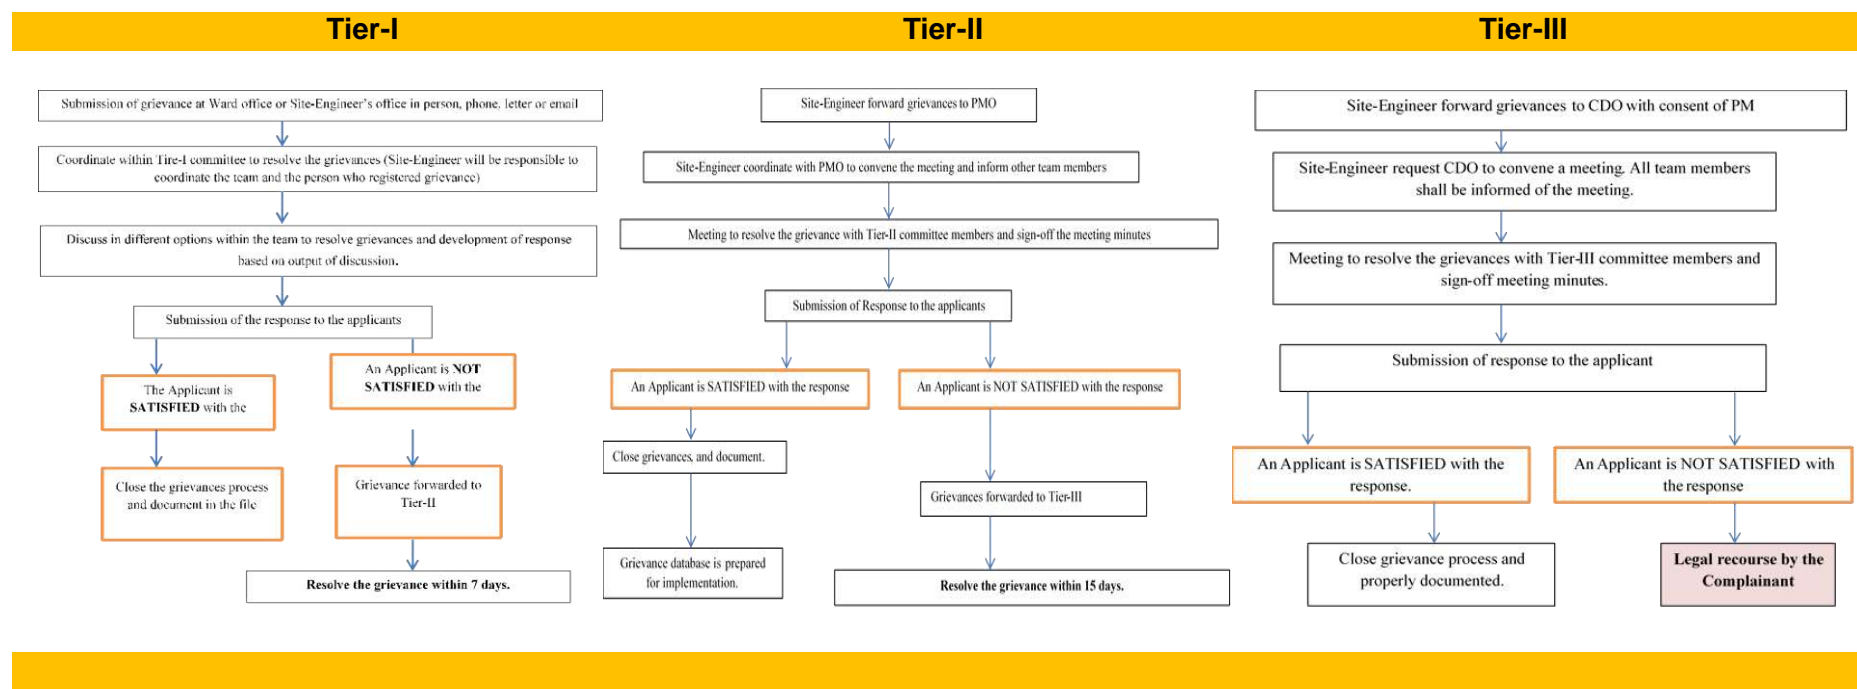 Tier-I
Tier-II
Tier-III
Submission of grievance at Ward office or Site-Engineer's office in person, phone, letter or email
Coordinate within Tire-I committee to resolve the grievances (Site-Engineer will be responsible to
coordinate the team and the person who registered grievance)
Discuss in different options within the team to resolve grievances and development of response
based on output of discussion.
Submission of the response to the applicants
The Applicant is
SATISFIED with the
An Applicant is NOT
SATISFIED with the
Close the grievances process
and document in the file
Grievance forwarded to
Tier-II
Resolve the grievance within 7 days.
Site-Engineer forward grievances to PMO
Site-Engineer coordinate with PMO to convene the meeting and inform other team members
Meeting to resolve the grievance with Tier-II committee members and sign-off the meeting minutes
Submission of Response to the applicants
An Applicant is SATISFIED with the response
An Applicant is NOT SATISFIED with the response
Close grievances, and document.
Grievances forwarded to Tier-III
Grievance database is prepared
for implementation.
Resolve the grievance within 15 days.
Site-Engineer forward grievances to CDO with consent of PM
Site-Engineer request CDO to convene a meeting. All team members
shall be informed of the meeting.
Meeting to resolve the grievances with Tier-III committee members and
sign-off meeting minutes.
Submission of response to the applicant
An Applicant is SATISFIED with the
response.
An Applicant is NOT SATISFIED with
the response
Close grievance process and
properly documented.
Legal recourse by the
Complainant